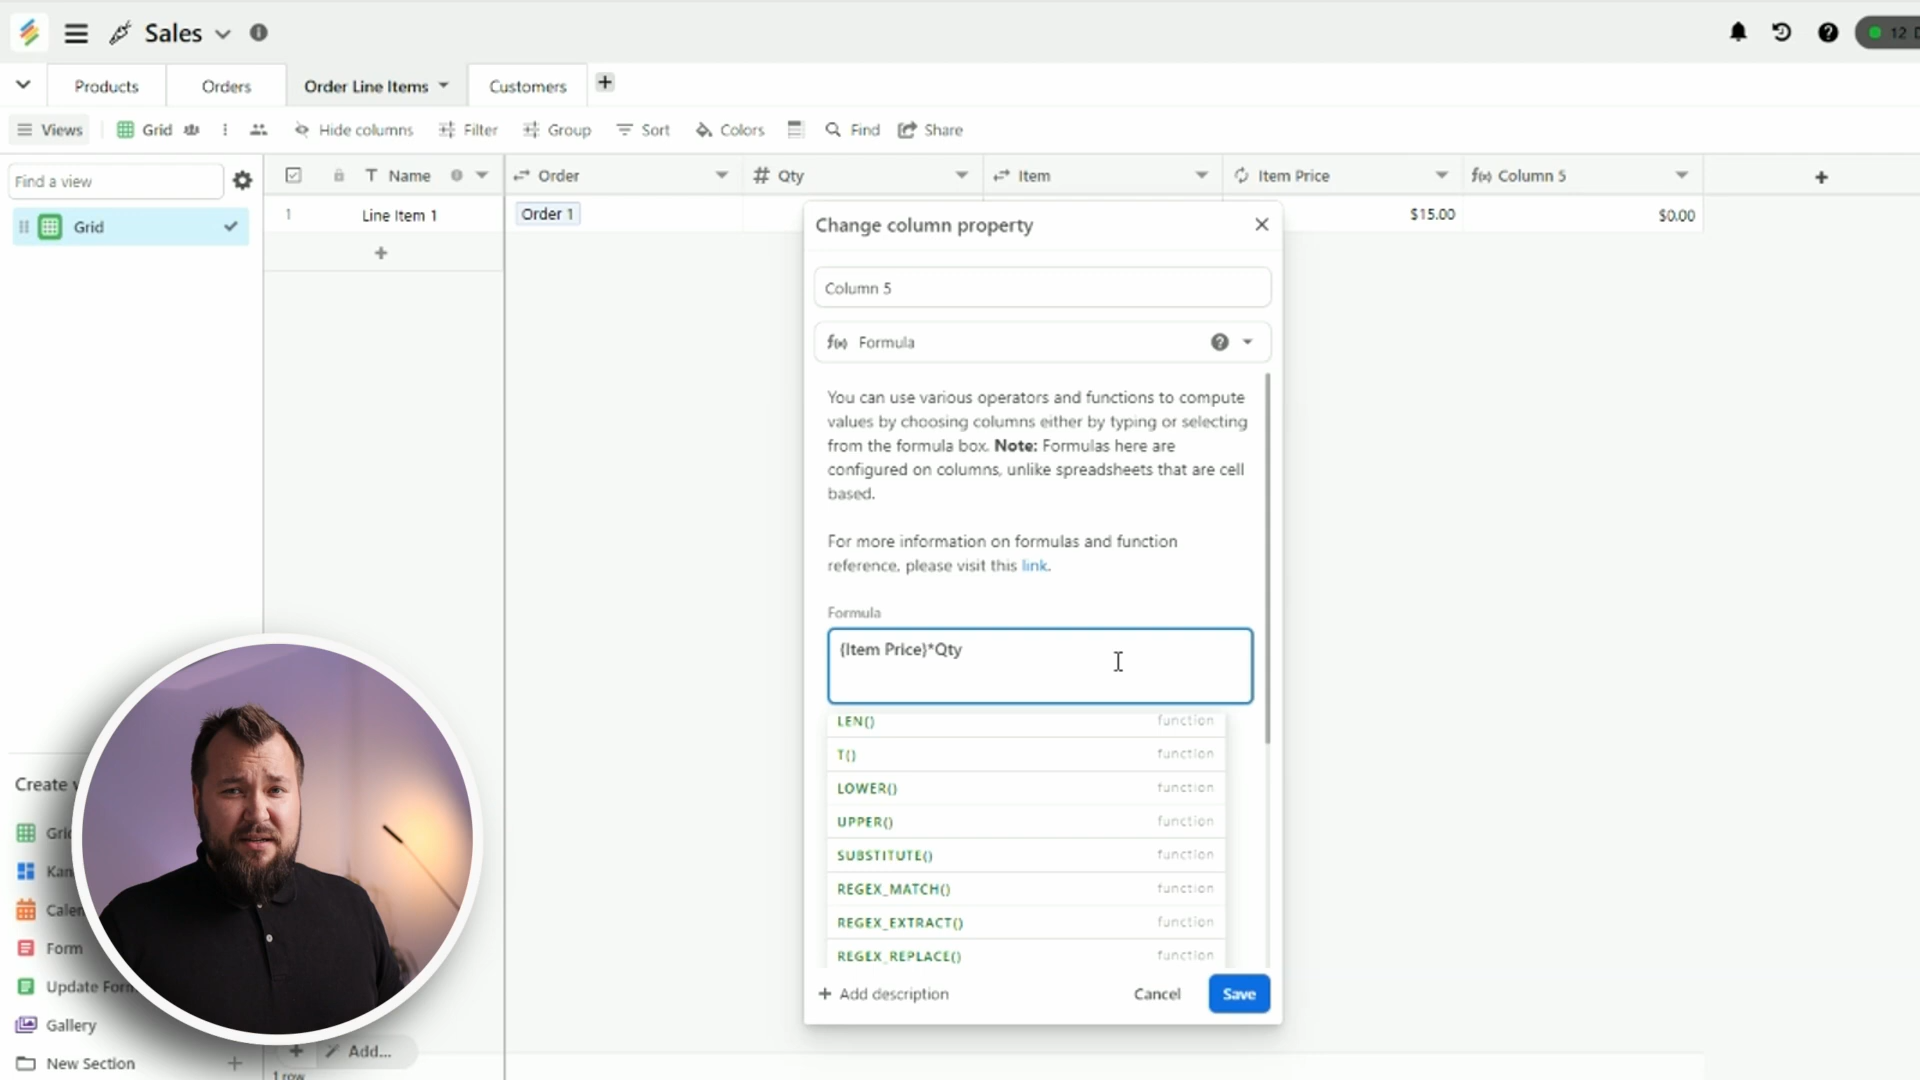 Sales
12
Products
Orders
Order Line Items
Customers
Views
Grid
Hide columns
Filter
Group
Sort
Colors
Find
Share
Find a view
Name
Order
Qty
Item
Item Price
Column 5
1
Line Item 1
Order 1
$15.00
$0.00
Grid
Change column property
Column 5
Formula
You can use various operators and functions to compute
values by choosing columns either by typing or selecting
from the formula box. Note: Formulas here are
configured on columns, unlike spreadsheets that are cell
based.
For more information on formulas and function
reference, please visit this link.
Formula
{Item Price}*Qty
LEN() function
T() function
LOWER() function
UPPER() function
SUBSTITUTE() function
REGEX_MATCH() function
REGEX_EXTRACT() function
REGEX_REPLACE() function
Add description
Cancel
Save
Create
Form
Update Form
Gallery
New Section
Add...
1 row